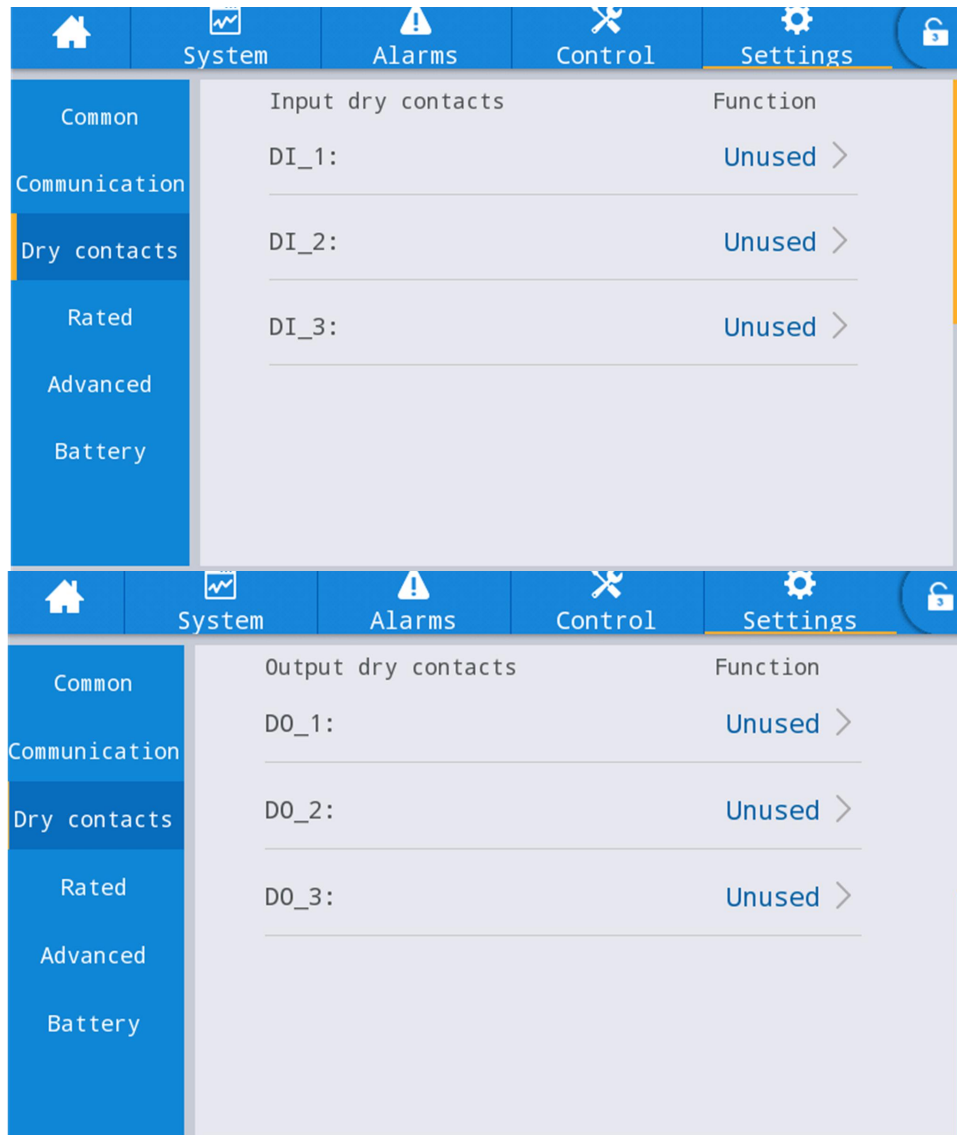 System Alarms Control Settings 3
Common
Communication
Dry contacts
Rated
Advanced
Battery
Input dry contacts Function
DI_1: Unused
DI_2: Unused
DI_3: Unused
System Alarms Control Settings 3
Common
Communication
Dry contacts
Rated
Advanced
Battery
Output dry contacts Function
DO_1: Unused
DO_2: Unused
DO_3: Unused